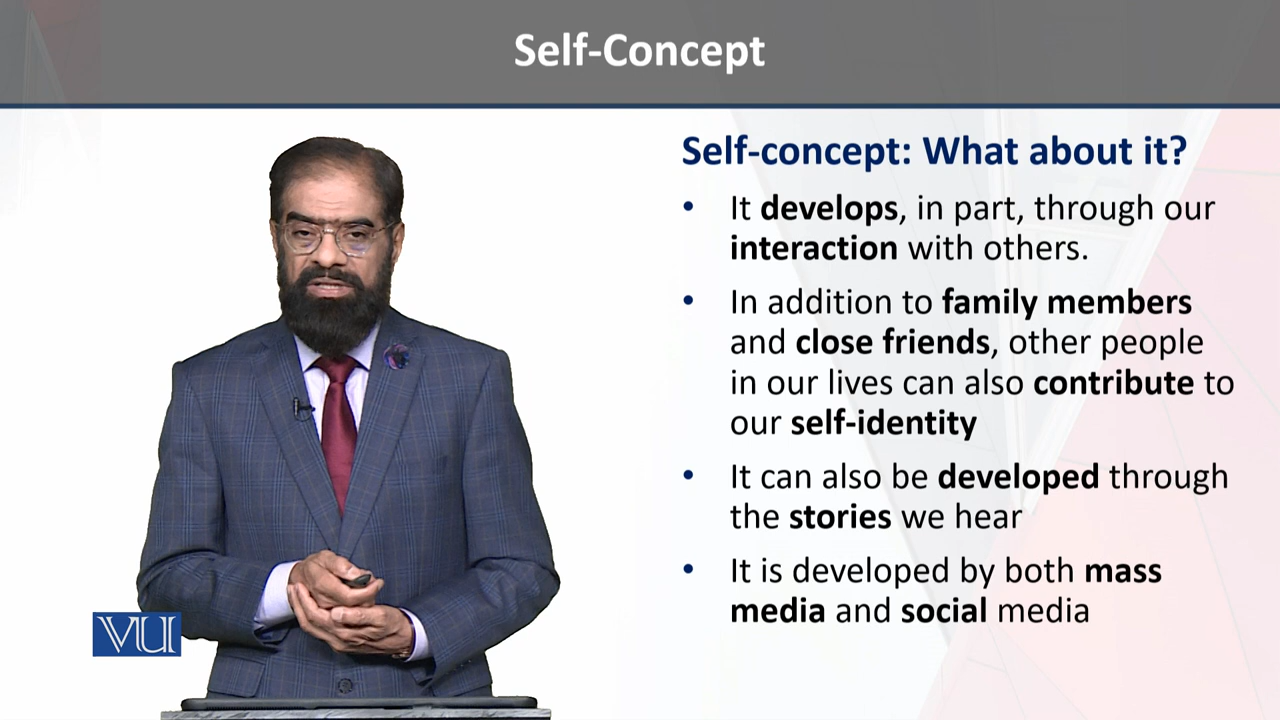 Self-Concept
Self-concept: What about it?
• It develops, in part, through our
interaction with others.
• In addition to family members
and close friends, other people
in our lives can also contribute to
our self-identity
• It can also be developed through
the stories we hear
• It is developed by both mass
media and social media
VU